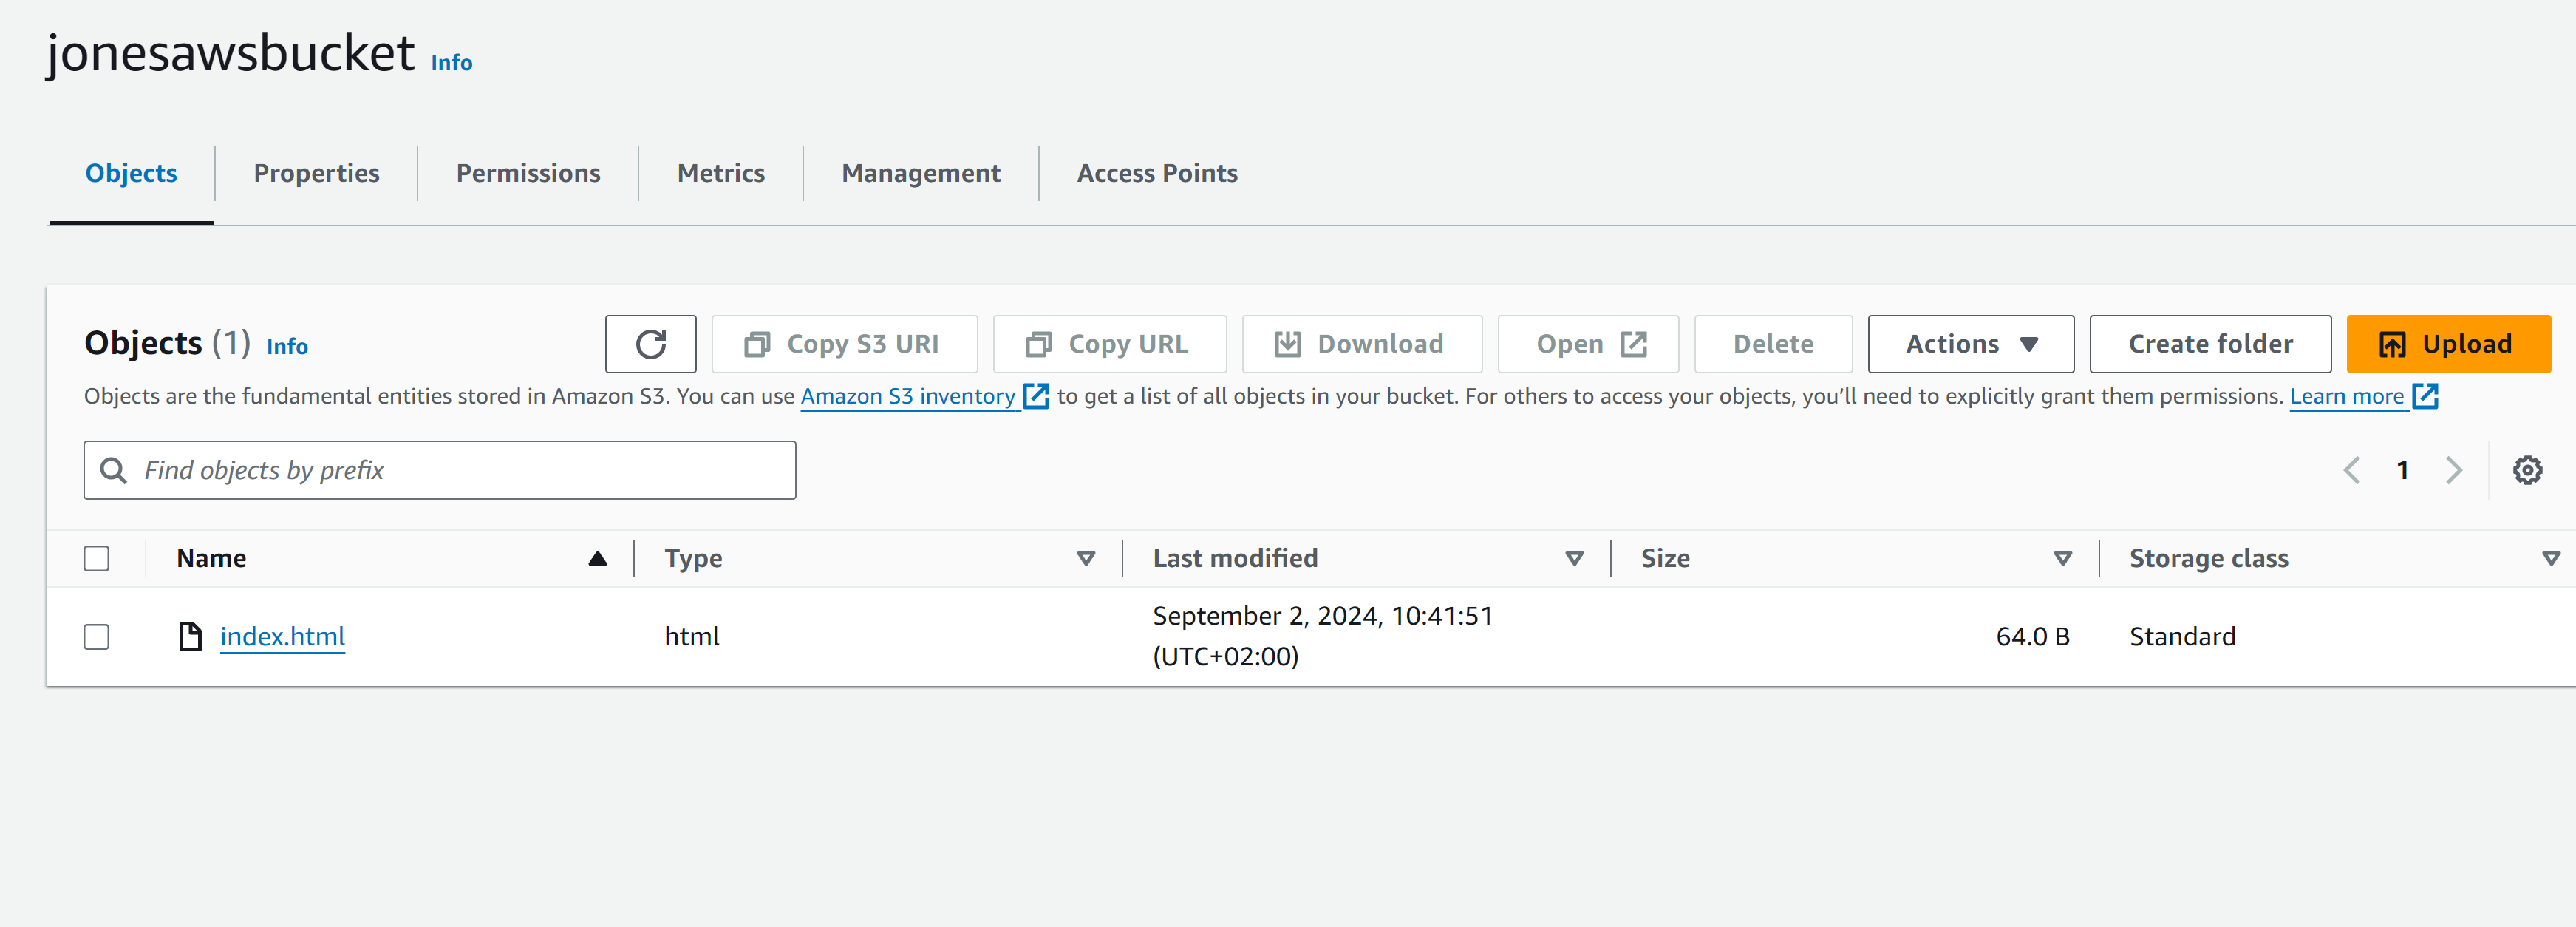 jonesawsbucket Info
Objects Properties Permissions Metrics Management Access Points
Objects (1) Info Copy S3 URI Copy URL Download Open Delete Actions Create folder Upload
Objects are the fundamental entities stored in Amazon S3. You can use Amazon S3 inventory to get a list of all objects in your bucket. For others to access your objects, you’ll need to explicitly grant them permissions. Learn more
Find objects by prefix 1
Name Type Last modified Size Storage class
index.html html September 2, 2024, 10:41:51 64.0 B Standard
(UTC+02:00)